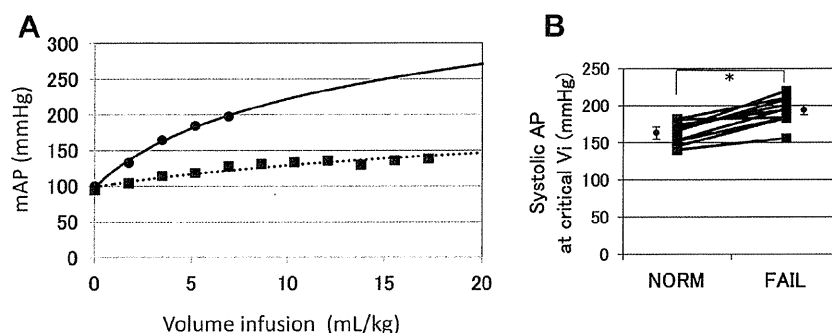 A
300
250
200
150
100
50
0
mAP (mmHg)
0 5 10 15 20
Volume infusion (mL/kg)
B
250
200
150
100
50
0
Systolic AP
at critical Vi (mmHg)
*
NORM FAIL